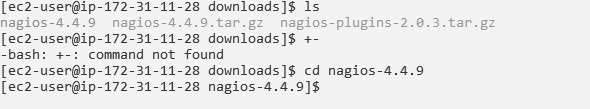 [ec2-user@ip-172-31-11-28 downloads]$ ls
nagios-4.4.9  nagios-4.4.9.tar.gz  nagios-plugins-2.0.3.tar.gz
[ec2-user@ip-172-31-11-28 downloads]$ +-
-bash: +-: command not found
[ec2-user@ip-172-31-11-28 downloads]$ cd nagios-4.4.9
[ec2-user@ip-172-31-11-28 nagios-4.4.9]$